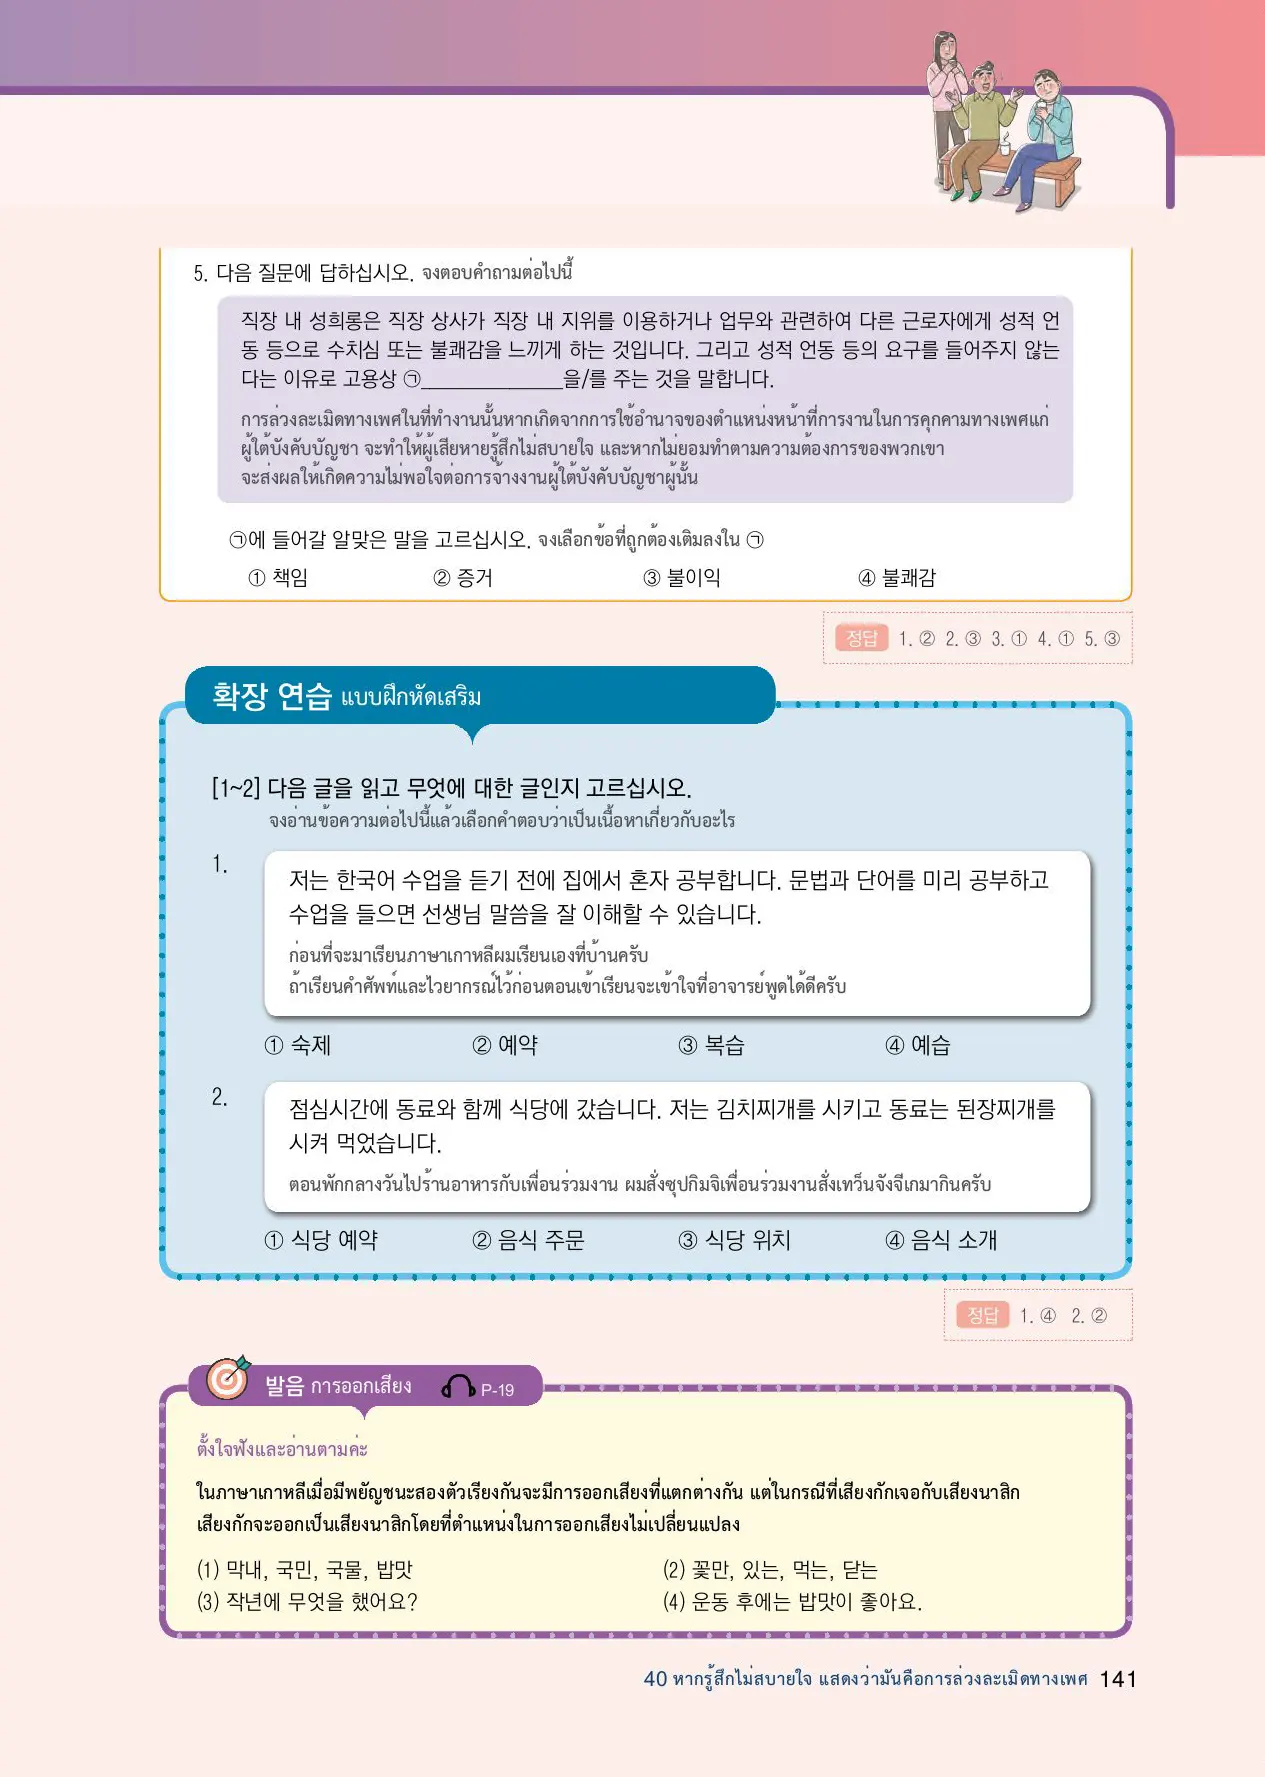 5. 다음 질문에 답하십시오. จงตอบคำถามต่อไปนี้
직장 내 성희롱은 직장 상사가 직장 내 지위를 이용하거나 업무와 관련하여 다른 근로자에게 성적 언
동 등으로 수치심 또는 불쾌감을 느끼게 하는 것입니다. 그리고 성적 언동 등의 요구를 들어주지 않는
다는 이유로 고용상 ㉠______________을/를 주는 것을 말합니다.
การล่วงละเมิดทางเพศในที่ทำงานนั้นหากเกิดจากการใช้อำนาจของตำแหน่งหน้าที่การงานในการคุกคามทางเพศแก่
ผู้ใต้บังคับบัญชา จะทำให้ผู้เสียหายรู้สึกไม่สบายใจ และหากไม่ยอมทำตามความต้องการของพวกเขา
จะส่งผลให้เกิดความไม่พอใจต่อการจ้างงานผู้ใต้บังคับบัญชาผู้นั้น
㉠에 들어갈 알맞은 말을 고르십시오. จงเลือกข้อที่ถูกต้องเติมลงใน ㉠
① 책임 ② 증거 ③ 불이익 ④ 불쾌감
정답 1. ② 2. ③ 3. ① 4. ① 5. ③
확장 연습 แบบฝึกหัดเสริม
[1~2] 다음 글을 읽고 무엇에 대한 글인지 고르십시오.
จงอ่านข้อความต่อไปนี้แล้วเลือกคำตอบว่าเป็นเนื้อหาเกี่ยวกับอะไร
1.
저는 한국어 수업을 듣기 전에 집에서 혼자 공부합니다. 문법과 단어를 미리 공부하고
수업을 들으면 선생님 말씀을 잘 이해할 수 있습니다.
ก่อนที่จะมาเรียนภาษาเกาหลีผมเรียนเองที่บ้านครับ
ถ้าเรียนคำศัพท์และไวยากรณ์ไว้ก่อนตอนเข้าเรียนจะเข้าใจที่อาจารย์พูดได้ดีครับ
① 숙제 ② 예약 ③ 복습 ④ 예습
2.
점심시간에 동료와 함께 식당에 갔습니다. 저는 김치찌개를 시키고 동료는 된장찌개를
시켜 먹었습니다.
ตอนพักกลางวันไปร้านอาหารกับเพื่อนร่วมงาน ผมสั่งซุปกิมจิเพื่อนร่วมงานสั่งเทว็นจังจีเกมากินครับ
① 식당 예약 ② 음식 주문 ③ 식당 위치 ④ 음식 소개
정답 1. ④ 2. ②
발음 การออกเสียง P-19
ตั้งใจฟังและอ่านตามค่ะ
ในภาษาเกาหลีเมื่อมีพยัญชนะสองตัวเรียงกันจะมีการออกเสียงที่แตกต่างกัน แต่ในกรณีที่เสียงกักเจอกับเสียงนาสิก
เสียงกักจะออกเป็นเสียงนาสิกโดยที่ตำแหน่งในการออกเสียงไม่เปลี่ยนแปลง
(1) 막내, 국민, 국물, 밥맛 (2) 꽃만, 있는, 먹는, 닫는
(3) 작년에 무엇을 했어요? (4) 운동 후에는 밥맛이 좋아요.
40 หากรู้สึกไม่สบายใจ แสดงว่ามันคือการล่วงละเมิดทางเพศ 141